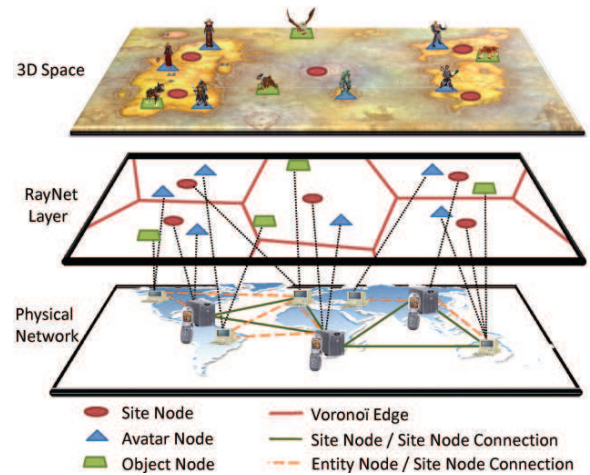 3D Space
RayNet
Layer
Physical
Network
Site Node
Voronoï Edge
Avatar Node
Site Node / Site Node Connection
Object Node
Entity Node / Site Node Connection